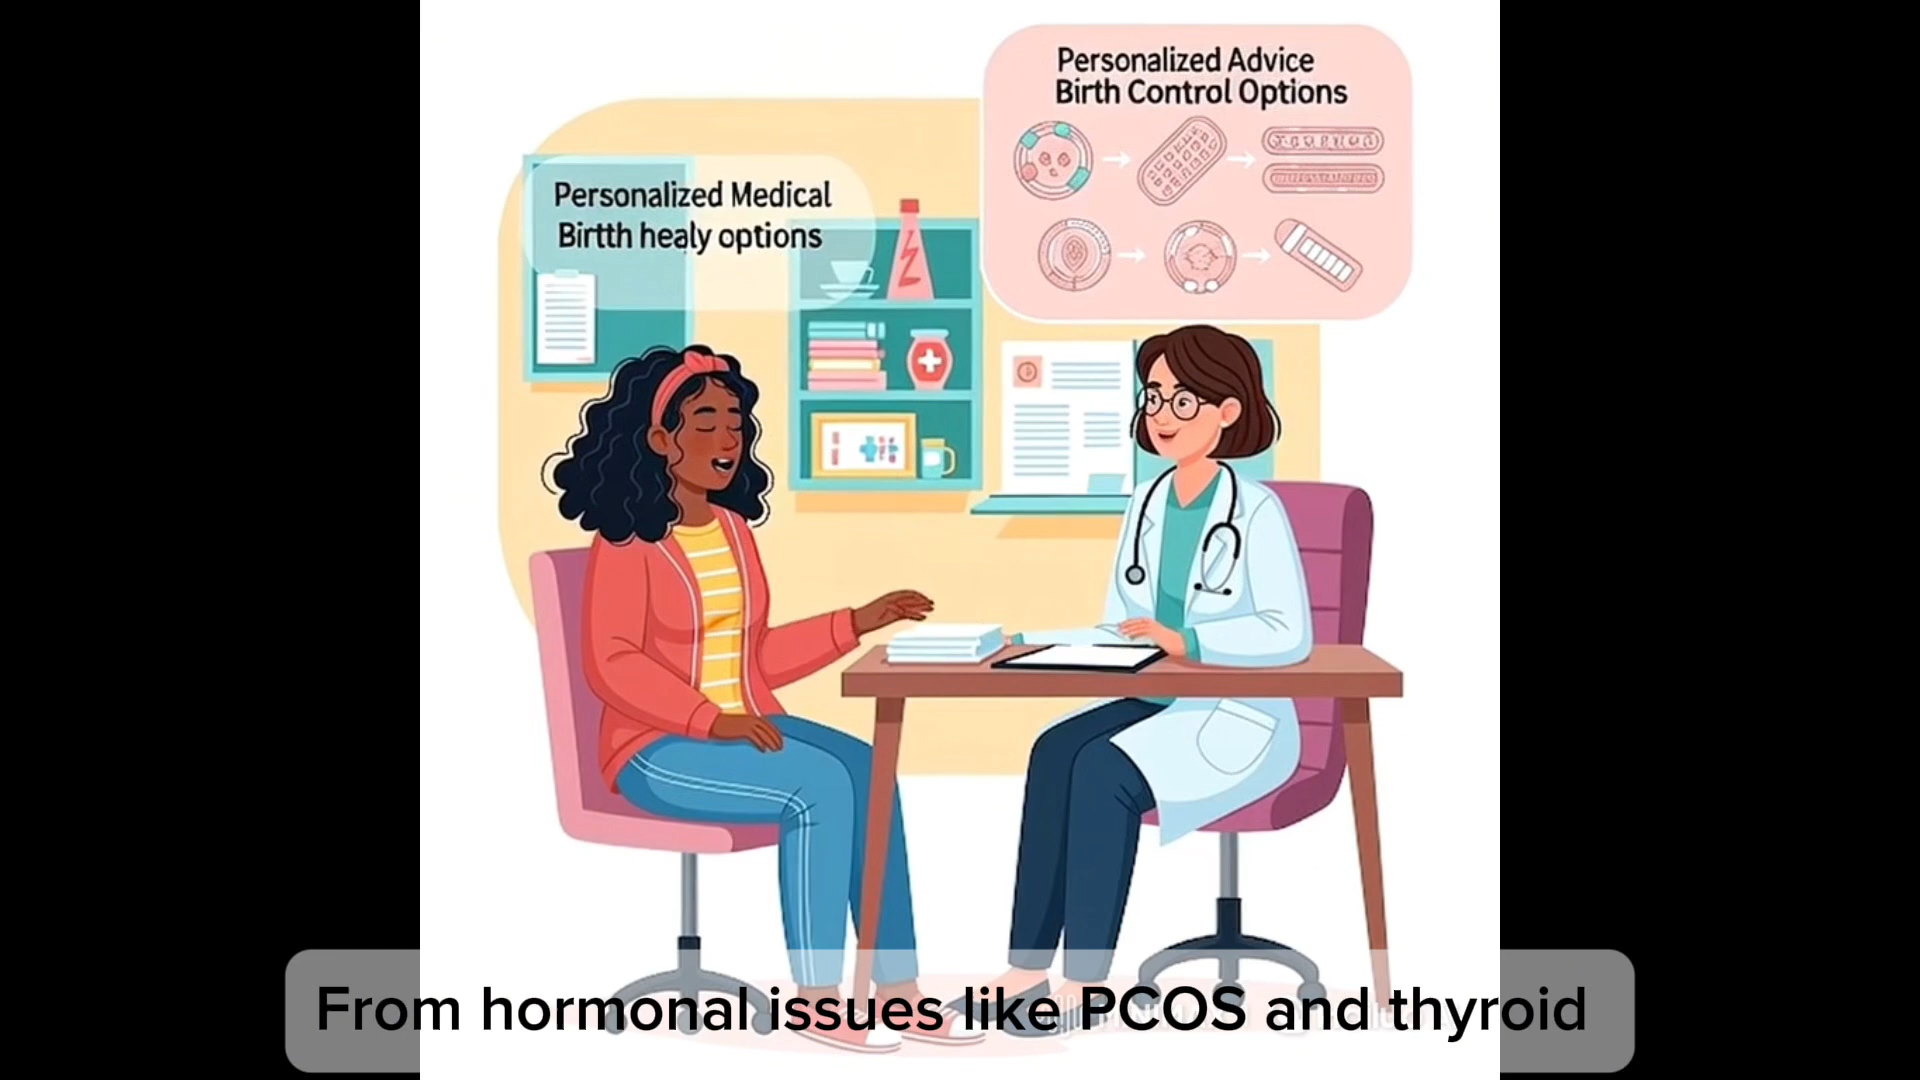 Personalized Advice
Birth Control Options
Personalized Medical
Birtth healy options
From hormonal issues like PCOS and thyroid